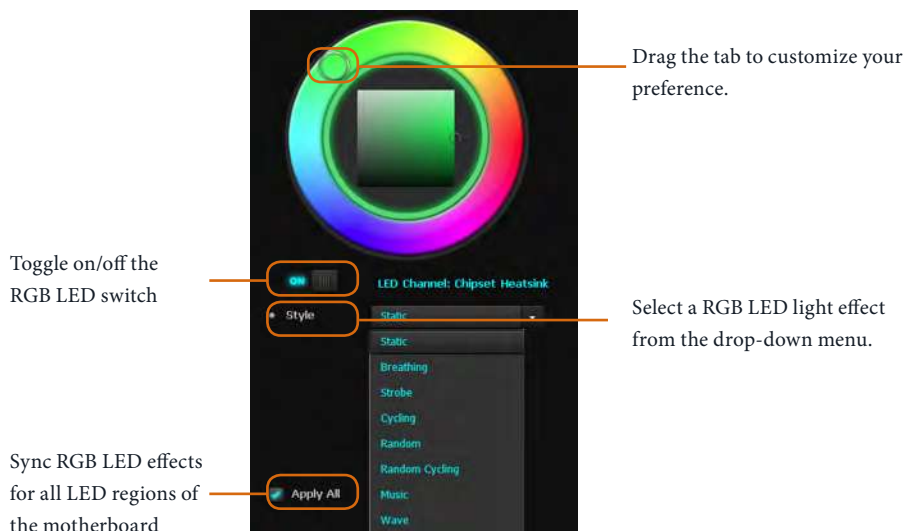 Drag the tab to customize your
preference.
Toggle on/off the
RGB LED switch
ON
LED Channel: Chipset Heatsink
Style
Static
Select a RGB LED light effect
from the drop-down menu.
Static
Breathing
Strobe
Cycling
Random
Random Cycling
Sync RGB LED effects
for all LED regions of
the motherboard
Apply All
Music
Wave